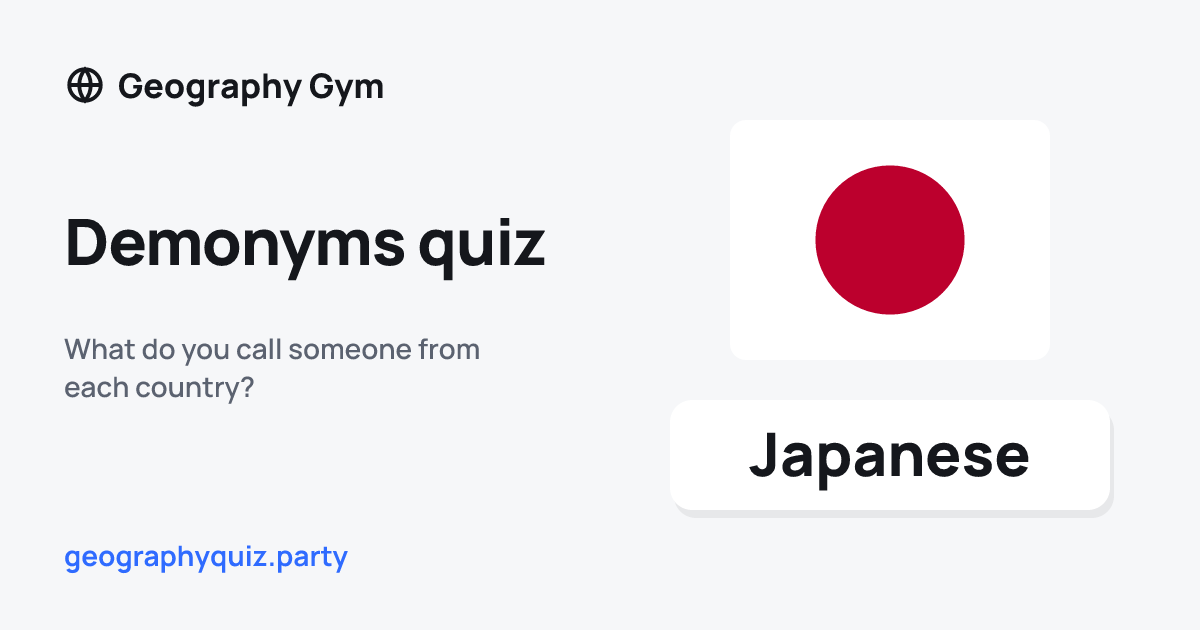 Geography Gym
Demonyms quiz
What do you call someone from
each country?
geographyquiz.party
Japanese